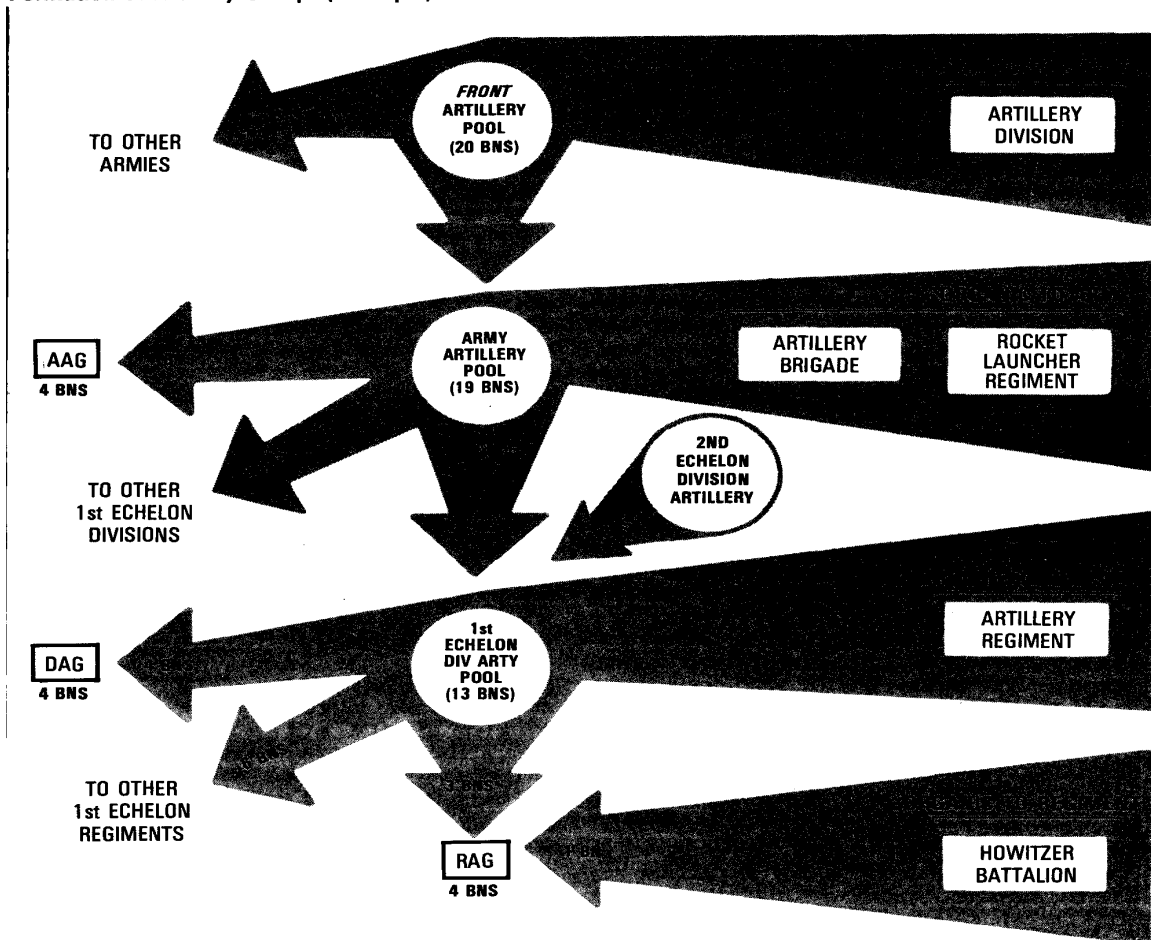 FRONT
ARTILLERY
POOL
(20 BNS)
ARTILLERY
DIVISION
TO OTHER
ARMIES
ARMY
ARTILLERY
POOL
(19 BNS)
ARTILLERY
BRIGADE
ROCKET
LAUNCHER
REGIMENT
AAG
4 BNS
2ND
ECHELON
DIVISION
ARTILLERY
TO OTHER
1st ECHELON
DIVISIONS
1st
ECHELON
DIV ARTY
POOL
(13 BNS)
ARTILLERY
REGIMENT
DAG
4 BNS
3 BNS
TO OTHER
1st ECHELON
REGIMENTS
RAG
4 BNS
HOWITZER
BATTALION